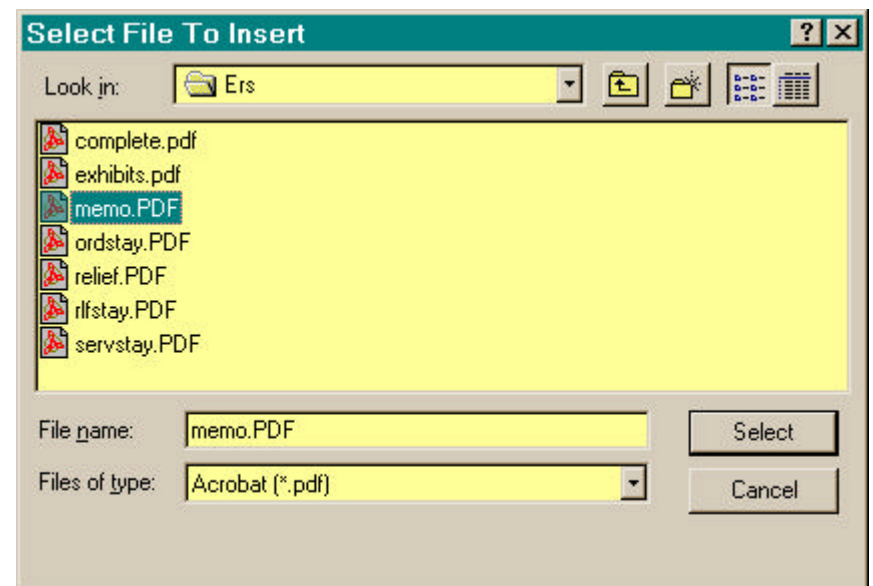 Select File To Insert
Look in: Ers
complete.pdf
exhibits.pdf
memo.PDF
ordstay.PDF
relief.PDF
rlfstay.PDF
servstay.PDF
File name: memo.PDF Select
Files of type: Acrobat (*.pdf) Cancel